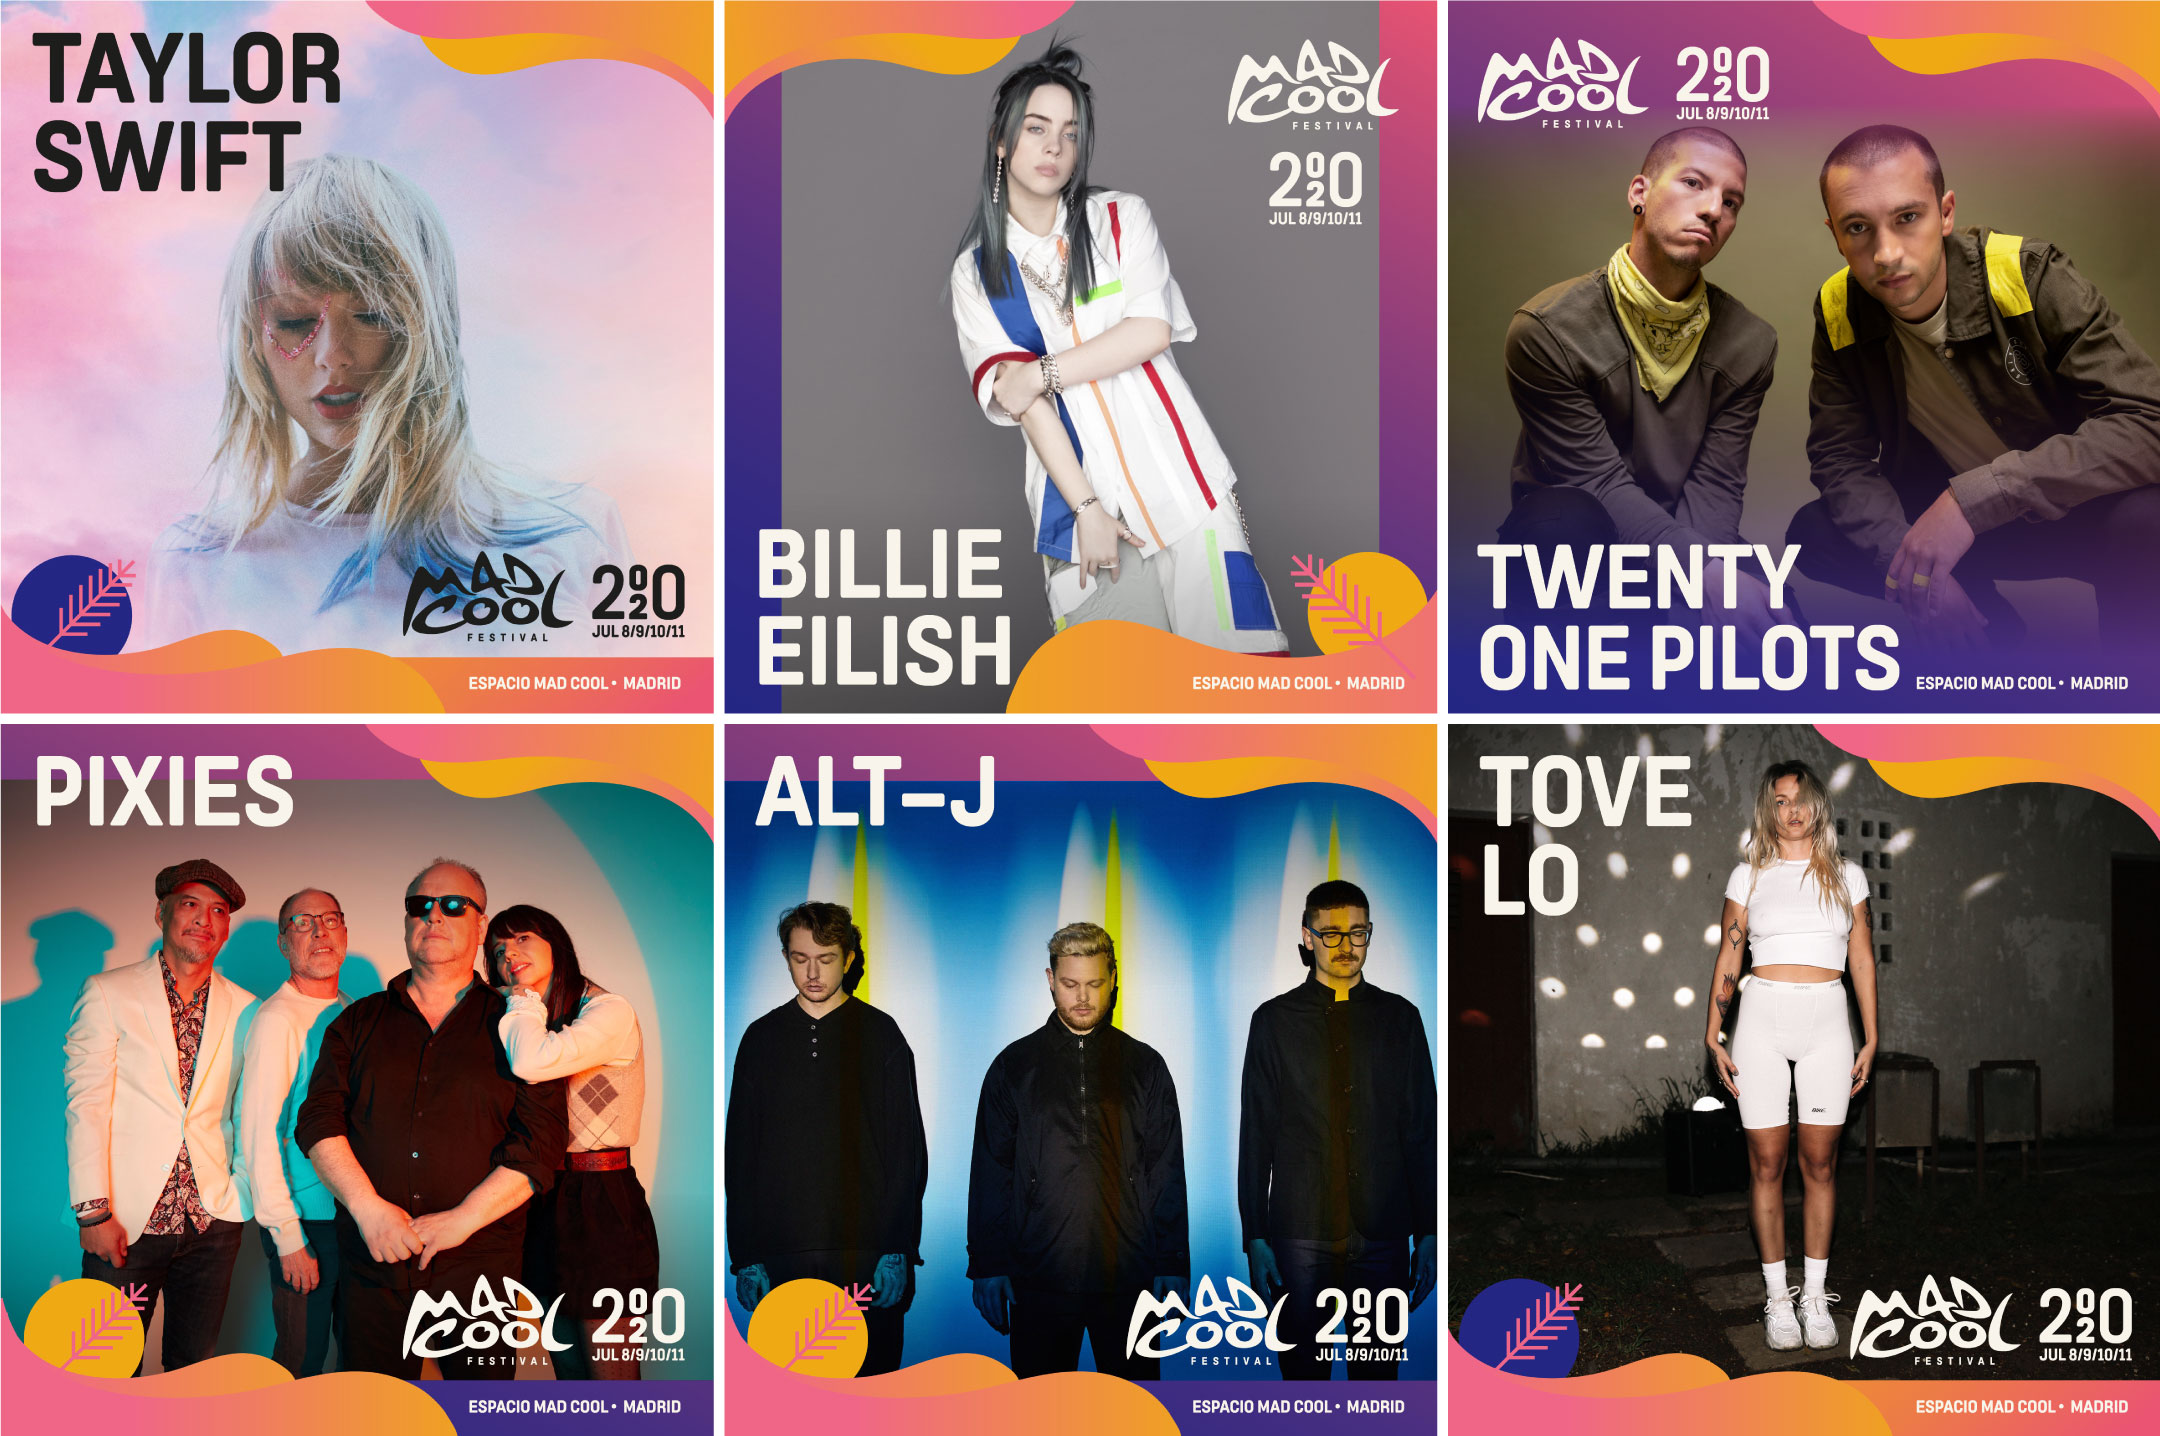 TAYLOR
SWIFT
MAD
COOL
FESTIVAL
2020
JUL 8/9/10/11
ESPACIO MAD COOL • MADRID
MAD
COOL
FESTIVAL
2020
JUL 8/9/10/11
BILLIE
EILISH
ESPACIO MAD COOL • MADRID
MAD
COOL
FESTIVAL
2020
JUL 8/9/10/11
TWENTY
ONE PILOTS
ESPACIO MAD COOL • MADRID
PIXIES
MAD
COOL
FESTIVAL
2020
JUL 8/9/10/11
ESPACIO MAD COOL • MADRID
ALT-J
MAD
COOL
FESTIVAL
2020
JUL 8/9/10/11
ESPACIO MAD COOL • MADRID
TOVE
LO
MAD
COOL
FESTIVAL
2020
JUL 8/9/10/11
ESPACIO MAD COOL • MADRID